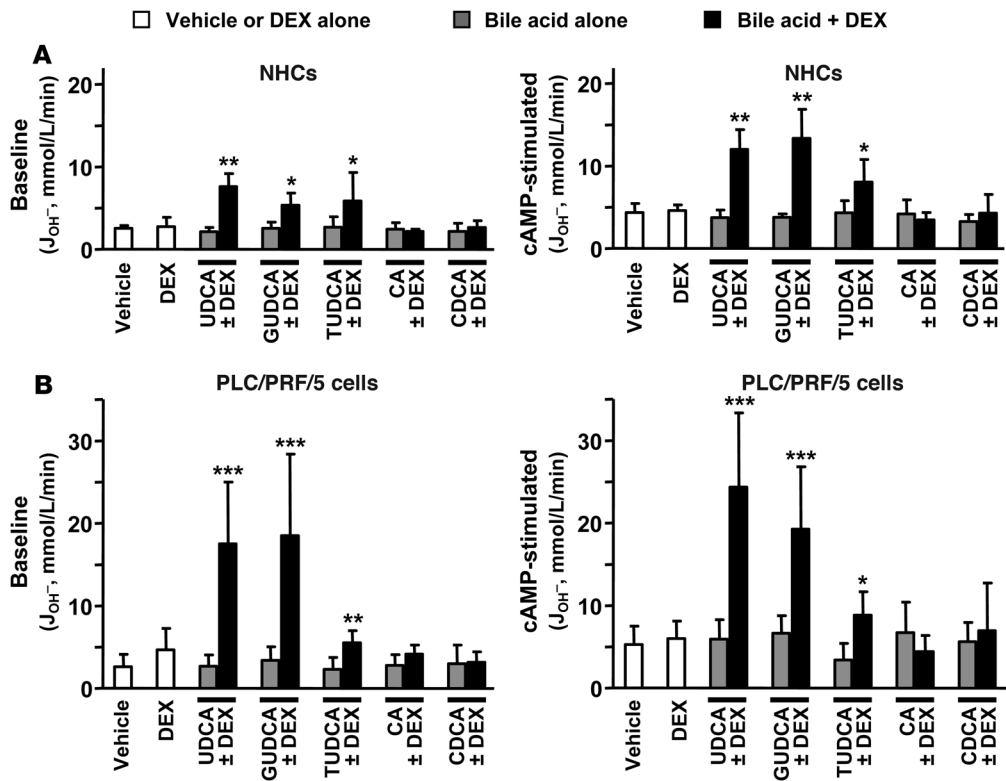 Vehicle or DEX alone
Bile acid alone
Bile acid + DEX
A
NHCs
Baseline
(J_OH⁻, mmol/L/min)
20
10
0
**
*
*
Vehicle
DEX
UDCA
± DEX
GUDCA
± DEX
TUDCA
± DEX
CA
± DEX
CDCA
± DEX
NHCs
cAMP-stimulated
(J_OH⁻, mmol/L/min)
20
10
0
**
**
*
Vehicle
DEX
UDCA
± DEX
GUDCA
± DEX
TUDCA
± DEX
CA
± DEX
CDCA
± DEX
B
PLC/PRF/5 cells
Baseline
(J_OH⁻, mmol/L/min)
30
20
10
0
***
***
**
Vehicle
DEX
UDCA
± DEX
GUDCA
± DEX
TUDCA
± DEX
CA
± DEX
CDCA
± DEX
PLC/PRF/5 cells
cAMP-stimulated
(J_OH⁻, mmol/L/min)
30
20
10
0
***
***
*
Vehicle
DEX
UDCA
± DEX
GUDCA
± DEX
TUDCA
± DEX
CA
± DEX
CDCA
± DEX